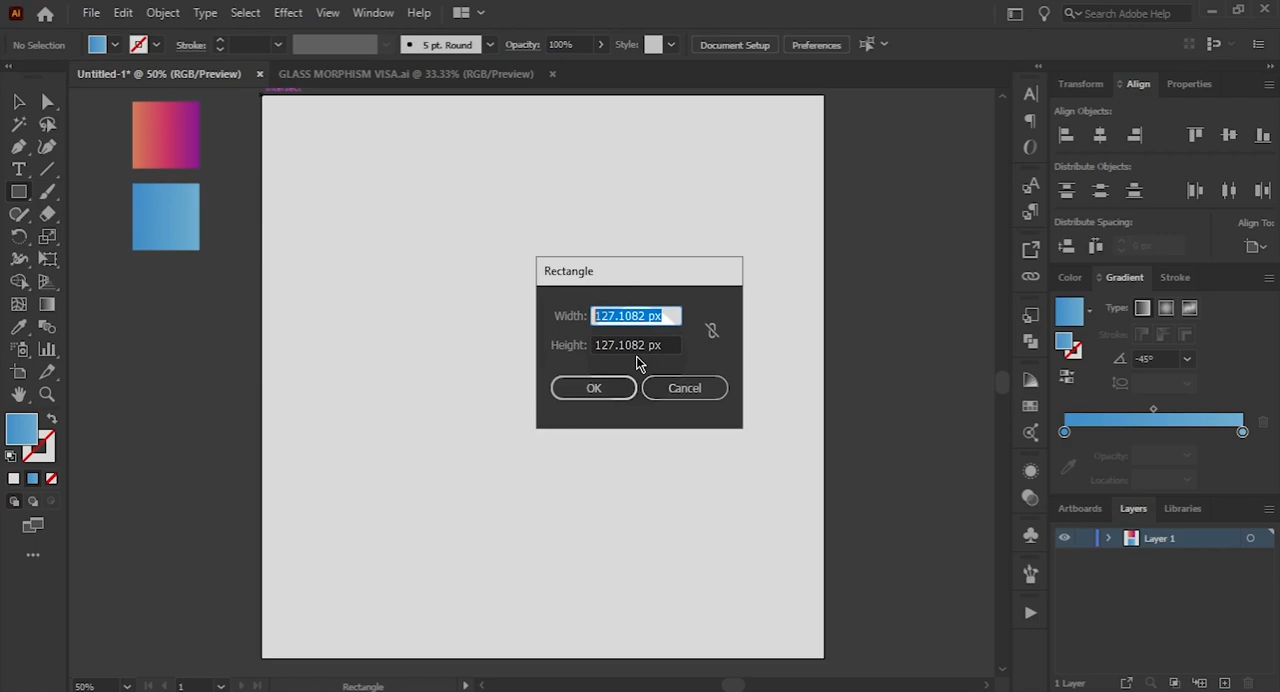 Ai File Edit Object Type Select Effect View Window Help Search Adobe Help
No Selection Stroke: 5 pt. Round Opacity: 100% Style: Document Setup Preferences
Untitled-1* @ 50% (RGB/Preview) × GLASS MORPHISM VISA.ai @ 33.33% (RGB/Preview) ×
intersect
Transform Align Properties
Align Objects:
Distribute Objects:
Distribute Spacing: Align To:
0 px
Color Gradient Stroke
Type:
Stroke:
-45°
Opacity:
Location:
Artboards Layers Libraries
Layer 1
1 Layer
Rectangle
Width: 127.1082 px
Height: 127.1082 px
OK Cancel
50% 1 Rectangle